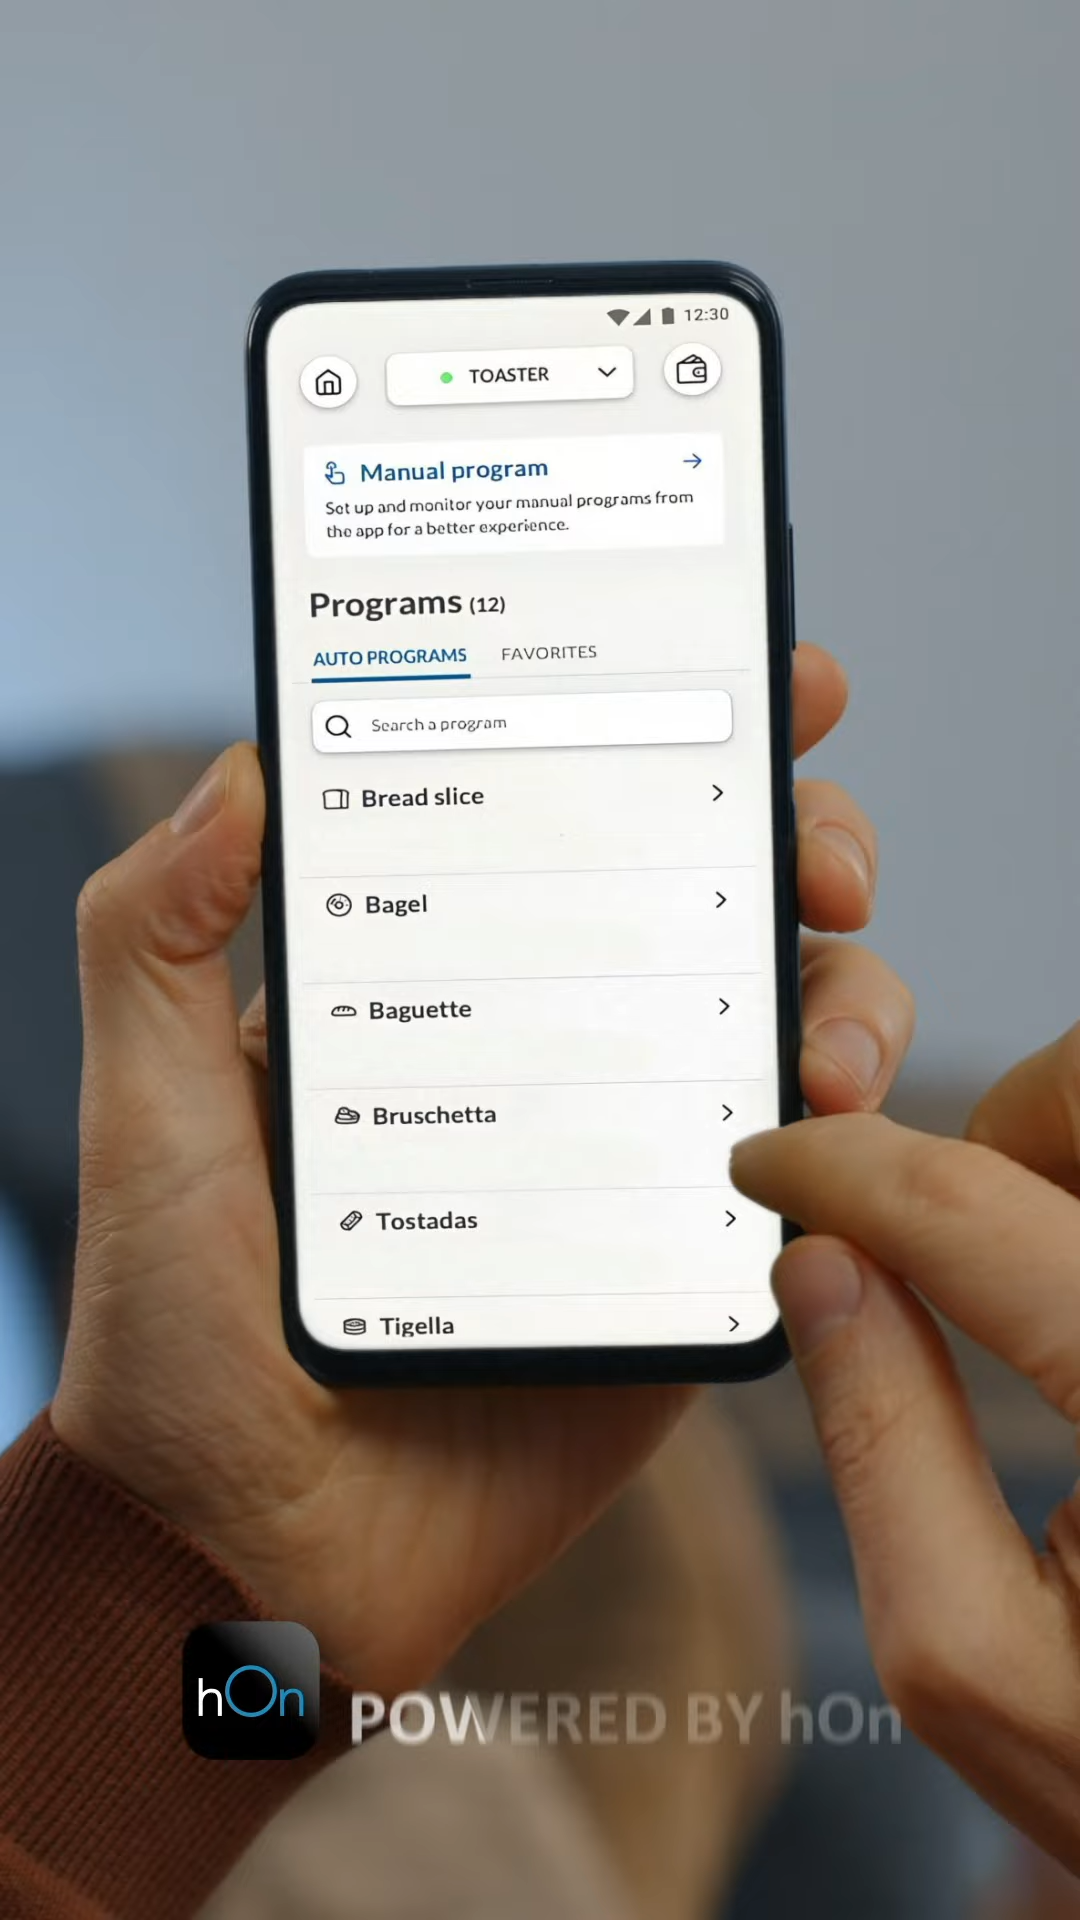 12:30
TOASTER
Manual program
Set up and monitor your manual programs from
the app for a better experience.
Programs (12)
AUTO PROGRAMS FAVORITES
Search a program
Bread slice
Bagel
Baguette
Bruschetta
Tostadas
Tigella
hOn
POWERED BY hOn